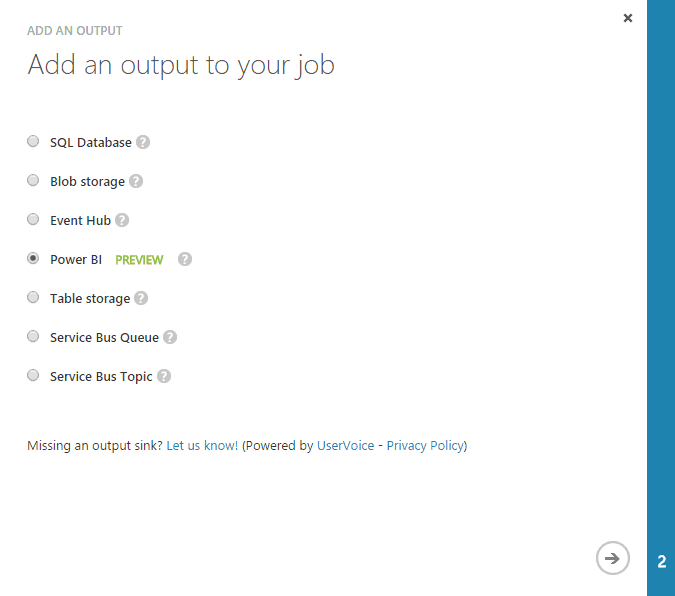 ADD AN OUTPUT
Add an output to your job
SQL Database ?
Blob storage ?
Event Hub ?
Power BI PREVIEW ?
Table storage ?
Service Bus Queue ?
Service Bus Topic ?
Missing an output sink? Let us know! (Powered by UserVoice - Privacy Policy)
2